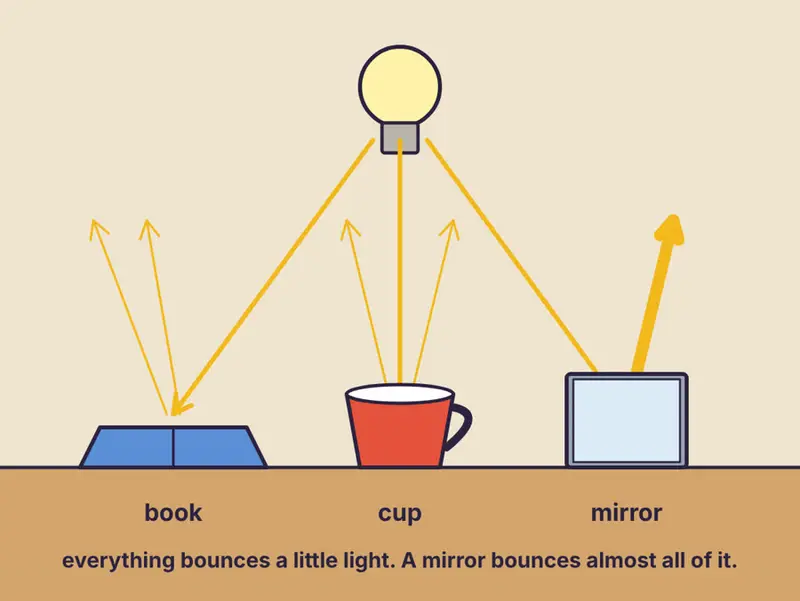 book cup mirror
everything bounces a little light. A mirror bounces almost all of it.